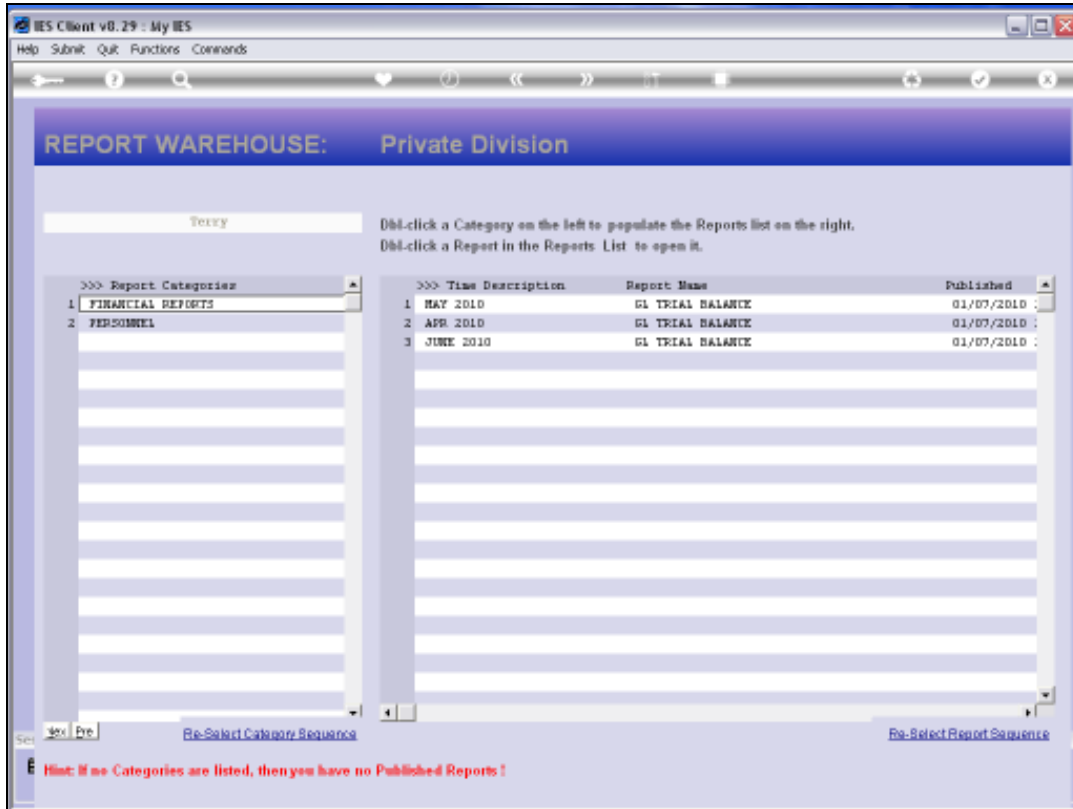 IES Client v8.29 : My IES
Help Submit Quit Functions Commands
REPORT WAREHOUSE: Private Division
Terry
Dbl-click a Category on the left to populate the Reports list on the right.
Dbl-click a Report in the Reports List to open it.
>>> Report Categories
1 FINANCIAL REPORTS
2 PERSONNEL
>>> Time Description Report Name Published
1 MAY 2010 GL TRIAL BALANCE 01/07/2010
2 APR 2010 GL TRIAL BALANCE 01/07/2010
3 JUNE 2010 GL TRIAL BALANCE 01/07/2010
Nex Pre Re-Select Category Sequence Re-Select Report Sequence
Hint: If no Categories are listed, then you have no Published Reports !